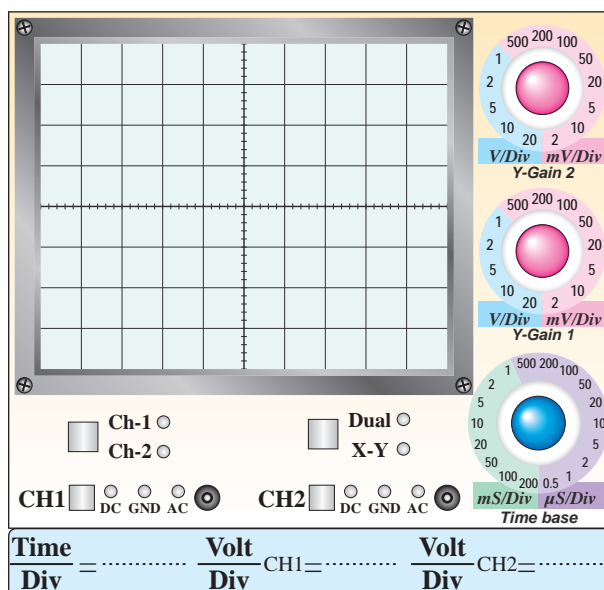 500 200 100
1 50
2 20
5 5
10 10
20 2
V/Div mV/Div
Y-Gain 2
500 200 100
1 50
2 20
5 5
10 10
20 2
V/Div mV/Div
Y-Gain 1
1 500 200 100
2 50
5 20
10 10
20 5
50 2
100 200 0.5 1
mS/Div µS/Div
Time base
Ch-1
Ch-2
Dual
X-Y
CH1 DC GND AC
CH2 DC GND AC
Time/Div = ............ Volt/Div CH1=............ Volt/Div CH2=............